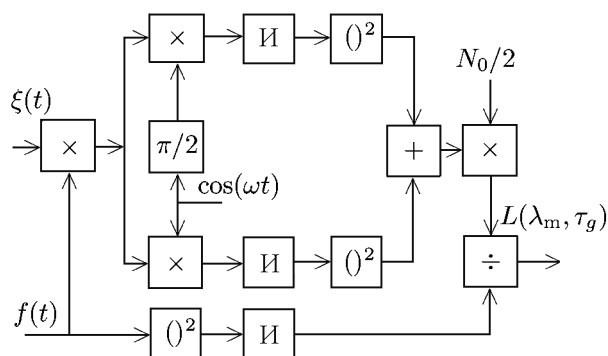 × И ()²
N₀/2
ξ(t)
× π/2 + ×
cos(ωt)
L(λₘ, τ_g)
× И ()² ÷
f(t)
()² И